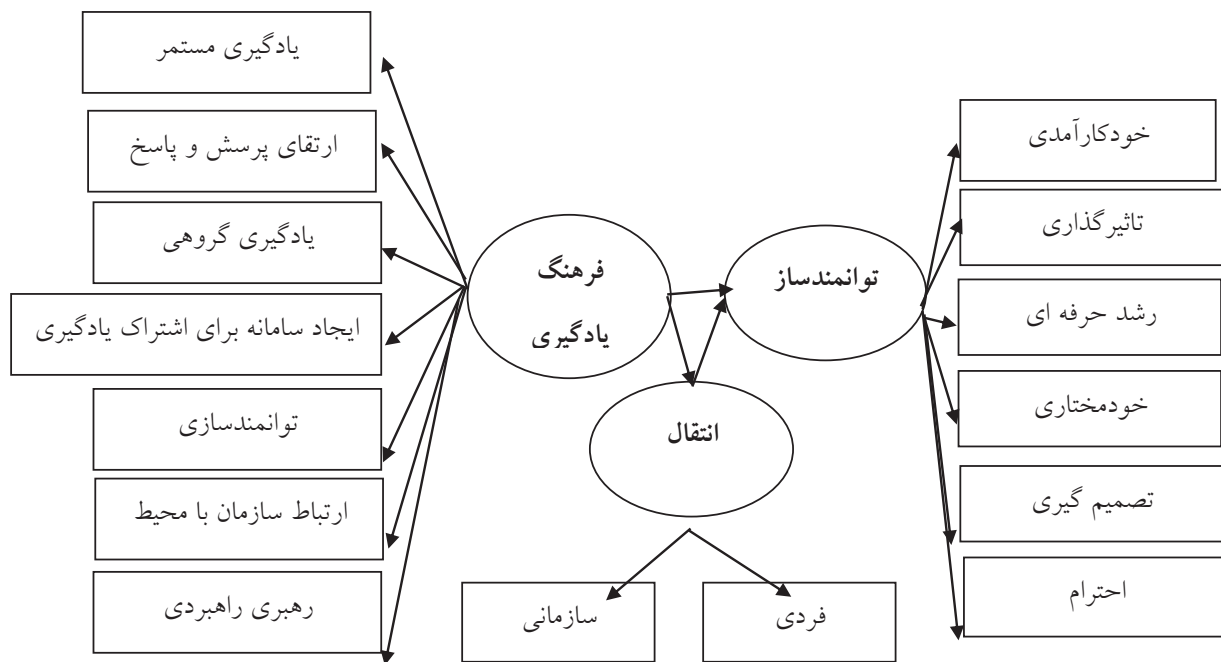 یادگیری مستمر
ارتقای پرسش و پاسخ
یادگیری گروهی
ایجاد سامانه برای اشتراک یادگیری
توانمندسازی
ارتباط سازمان با محیط
رهبری راهبردی
فرهنگ
یادگیری
توانمندساز
انتقال
سازمانی
فردی
خودکارآمدی
تاثیرگذاری
رشد حرفه ای
خودمختاری
تصمیم گیری
احترام